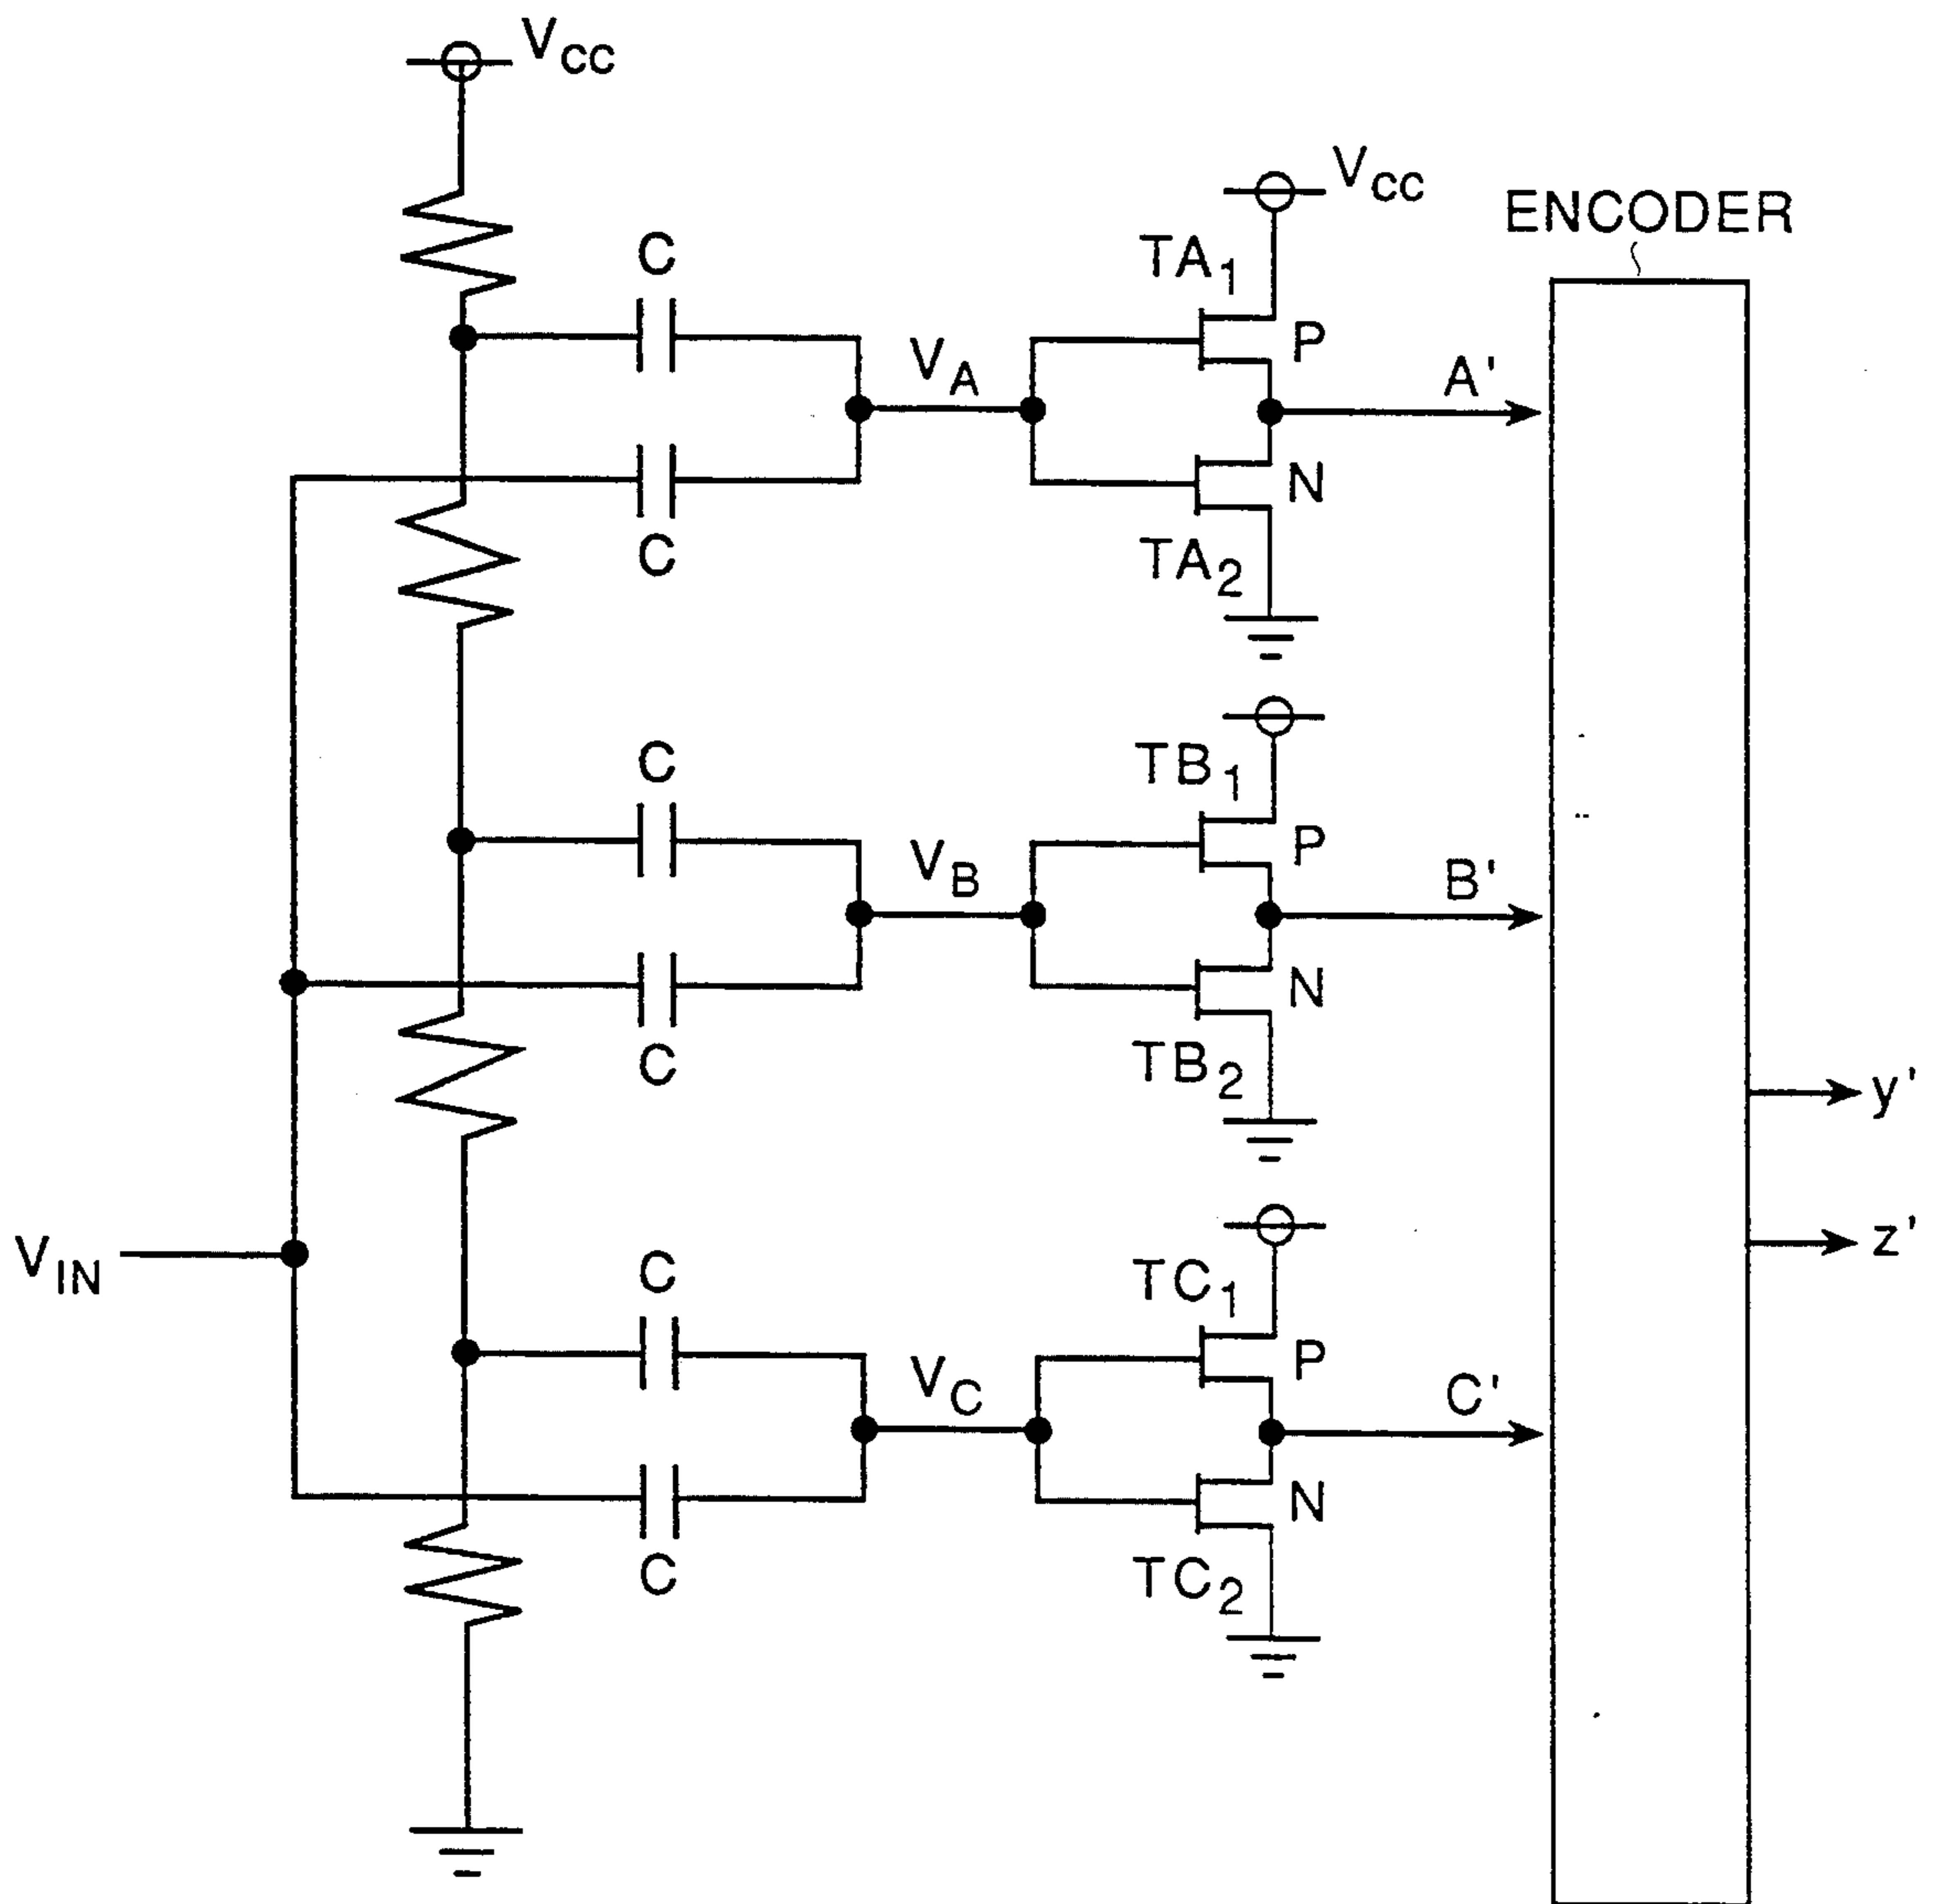 VCC
VCC
ENCODER
C
TA1
P
VA
A'
N
C
TA2
C
TB1
P
VB
B'
N
C
TB2
y'
z'
VIN
C
TC1
P
VC
C'
N
C
TC2